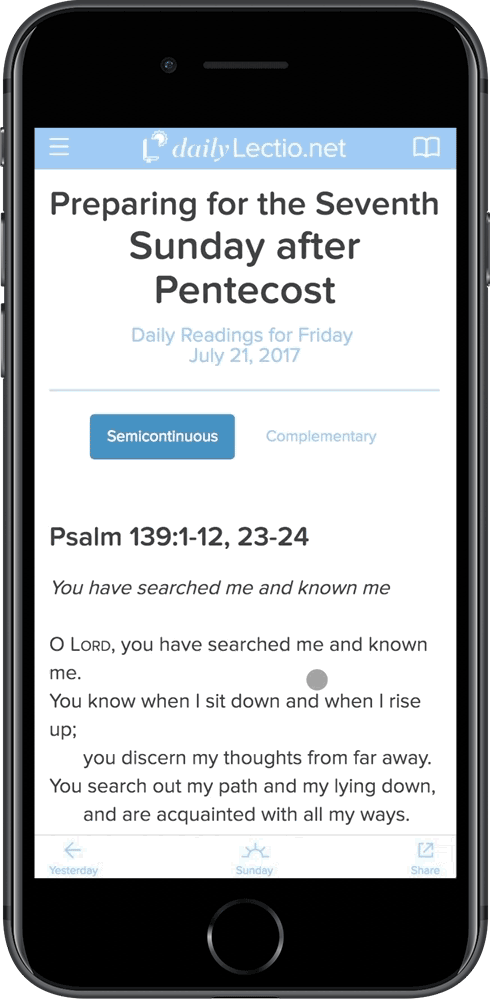 dailyLectio.net
Preparing for the Seventh
Sunday after
Pentecost
Daily Readings for Friday
July 21, 2017
Semicontinuous Complementary
Psalm 139:1-12, 23-24
You have searched me and known me
O LORD, you have searched me and known
me.
You know when I sit down and when I rise
up;
you discern my thoughts from far away.
You search out my path and my lying down,
and are acquainted with all my ways.
Yesterday Sunday Share